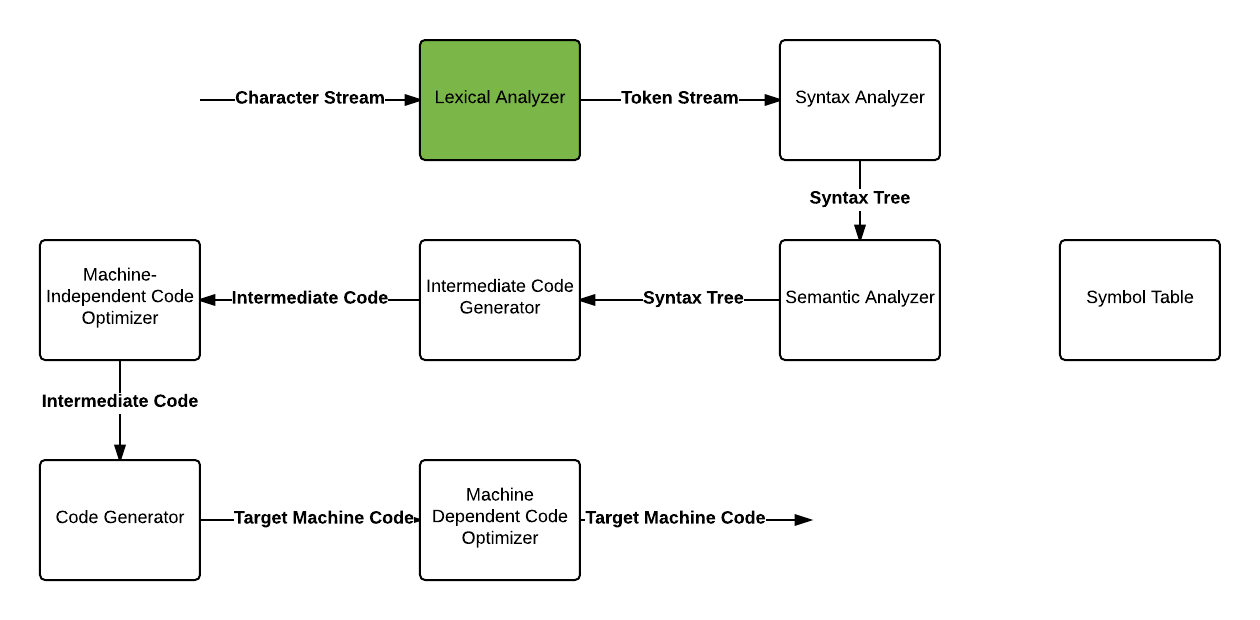 Character Stream
Lexical Analyzer
Token Stream
Syntax Analyzer
Syntax Tree
Machine-
Independent Code
Optimizer
Intermediate Code
Intermediate Code
Generator
Syntax Tree
Semantic Analyzer
Symbol Table
Intermediate Code
Code Generator
Target Machine Code
Machine
Dependent Code
Optimizer
Target Machine Code